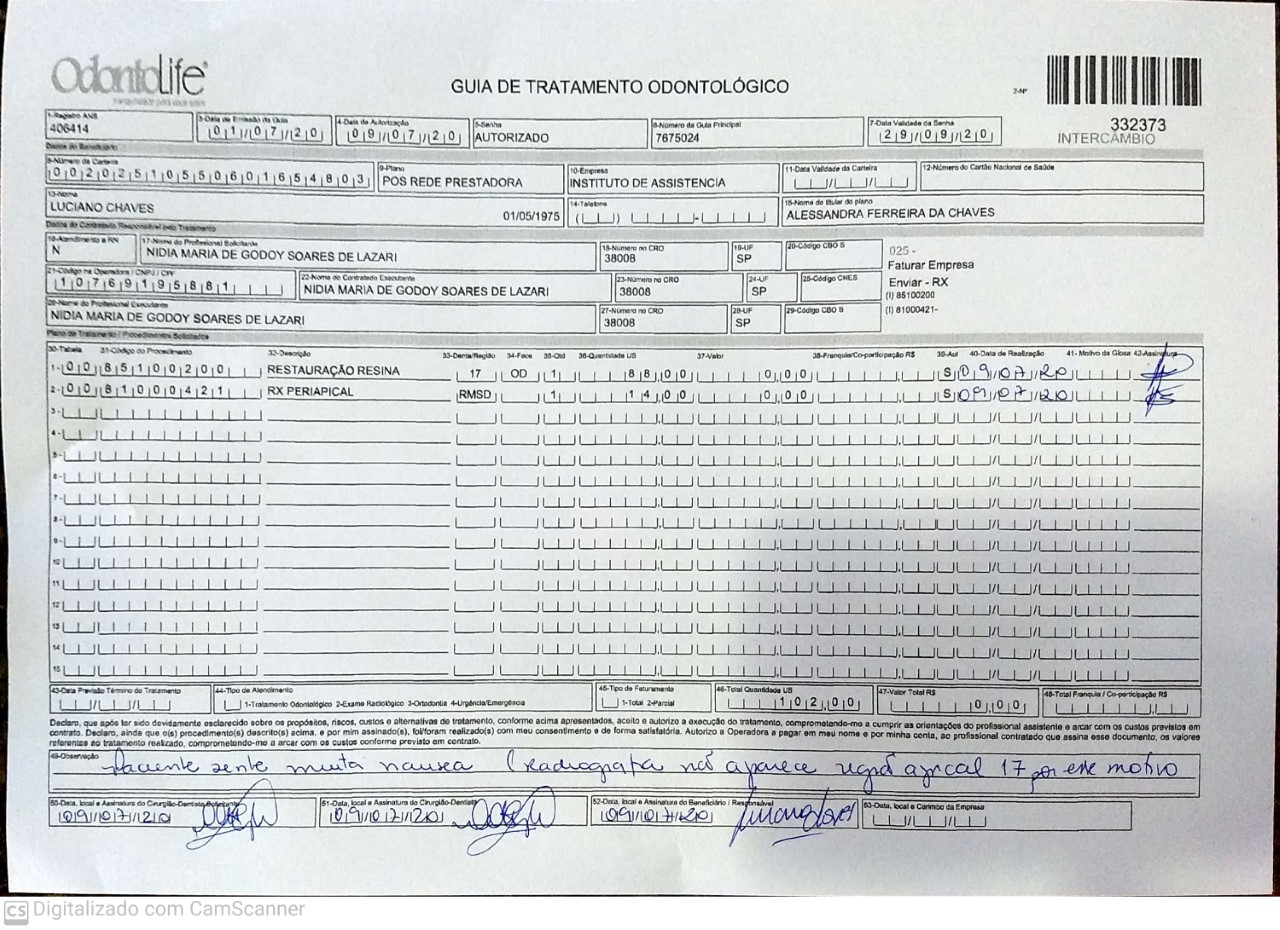 OdontoLife
GUIA DE TRATAMENTO ODONTOLÓGICO
2-Nº
332373
INTERCÂMBIO
1-Registro ANS
406414
3-Data de Emissão da Guia
01/07/20
4-Data de Autorização
09/07/20
5-Senha
AUTORIZADO
6-Número da Guia Principal
7675024
7-Data Validade da Senha
29/09/20
Dados do Beneficiário
8-Número da Carteira
00202510550601654803
9-Plano
POS REDE PRESTADORA
10-Empresa
INSTITUTO DE ASSISTENCIA
11-Data Validade da Carteira
12-Número do Cartão Nacional de Saúde
13-Nome
LUCIANO CHAVES 01/05/1975
14-Telefone
15-Nome do titular do plano
ALESSANDRA FERREIRA DA CHAVES
Dados do Contratado Responsável pelo Tratamento
16-Atendimento a RN
N
17-Nome do Profissional Solicitante
NIDIA MARIA DE GODOY SOARES DE LAZARI
18-Número no CRO
38008
19-UF
SP
20-Código CBO S
025 -
Faturar Empresa
Enviar - RX
(I) 85100200
(I) 81000421-
21-Código na Operadora / CNPJ / CPF
10769195881
22-Nome do Contratado Executante
NIDIA MARIA DE GODOY SOARES DE LAZARI
23-Número no CRO
38008
24-UF
SP
25-Código CNES
26-Nome do Profissional Executante
NIDIA MARIA DE GODOY SOARES DE LAZARI
27-Número no CRO
38008
28-UF
SP
29-Código CBO S
Plano de Tratamento / Procedimentos Solicitados
30-Tabela 31-Código do Procedimento 32-Descrição 33-Dente/Região 34-Face 35-Qtd 36-Quantidade US 37-Valor 38-Franquia/Co-participação R$ 39-Aut 40-Data de Realização 41- Motivo da Glosa 42-Assinatura
1- 00 85100200 RESTAURAÇÃO RESINA 17 OD 1 88,00 0,00 S 09/07/20
2- 00 81000421 RX PERIAPICAL RMSD 1 14,00 0,00 S 09/07/20
3-
4-
5-
6-
7-
8-
9-
10
11
12
13
14
15
43-Data Previsão Término do Tratamento
44-Tipo de Atendimento
1-Tratamento Odontológico 2-Exame Radiológico 3-Ortodontia 4-Urgência/Emergência
45-Tipo de Faturamento
1-Total 2-Parcial
46-Total Quantidade US
102,00
47-Valor Total R$
0,00
48-Total Franquia / Co-participação R$
Declaro, que após ter sido devidamente esclarecido sobre os propósitos, riscos, custos e alternativas de tratamento, conforme acima apresentados, aceito e autorizo a execução do tratamento, comprometendo-me a cumprir as orientações do profissional assistente e arcar com os custos previstos em
contrato. Declaro, ainda que o(s) procedimento(s) descrito(s) acima, e por mim assinado(s), foi/foram realizado(s) com meu consentimento e de forma satisfatória. Autorizo a Operadora a pagar em meu nome e por minha conta, ao profissional contratado que assina esse documento, os valores
referentes ao tratamento realizado, comprometendo-me a arcar com os custos conforme previsto em contrato.
49-Observação
Paciente sente muita nausea (radiografia não aparece região apical 17 por esse motivo
50-Data, local e Assinatura do Cirurgião-Dentista Solicitante
09/07/20
51-Data, local e Assinatura do Cirurgião-Dentista
09/07/20
52-Data, local e Assinatura do Beneficiário / Responsável
09/07/20
53-Data, local e Carimbo da Empresa
CS Digitalizado com CamScanner